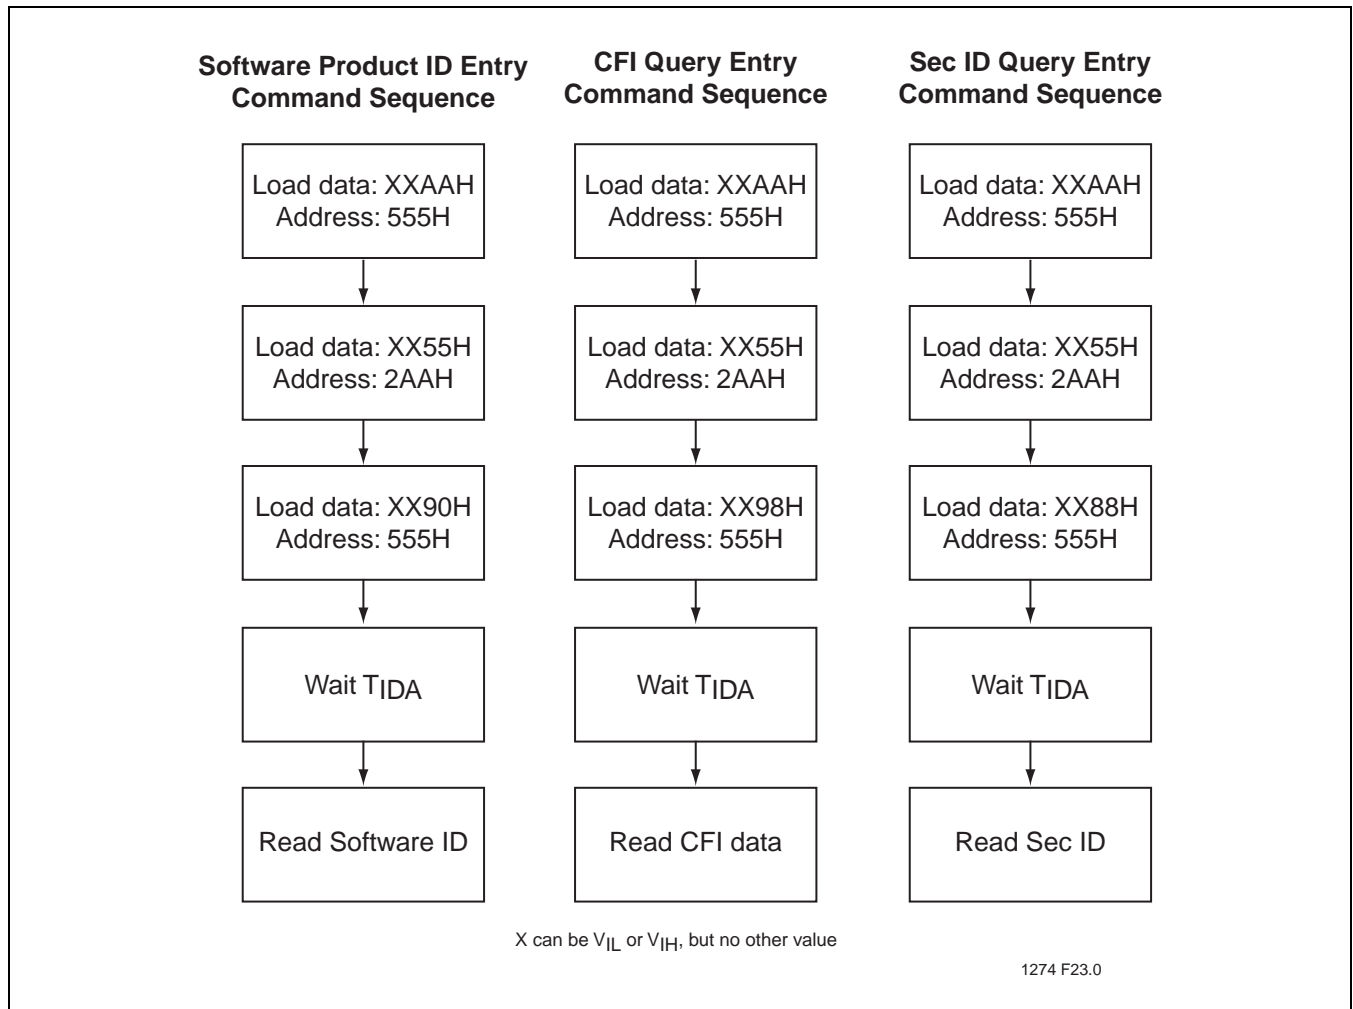 Software Product ID Entry
Command Sequence
Load data: XXAAH
Address: 555H
Load data: XX55H
Address: 2AAH
Load data: XX90H
Address: 555H
Wait TIDA
Read Software ID
CFI Query Entry
Command Sequence
Load data: XXAAH
Address: 555H
Load data: XX55H
Address: 2AAH
Load data: XX98H
Address: 555H
Wait TIDA
Read CFI data
Sec ID Query Entry
Command Sequence
Load data: XXAAH
Address: 555H
Load data: XX55H
Address: 2AAH
Load data: XX88H
Address: 555H
Wait TIDA
Read Sec ID
X can be VIL or VIH, but no other value
1274 F23.0